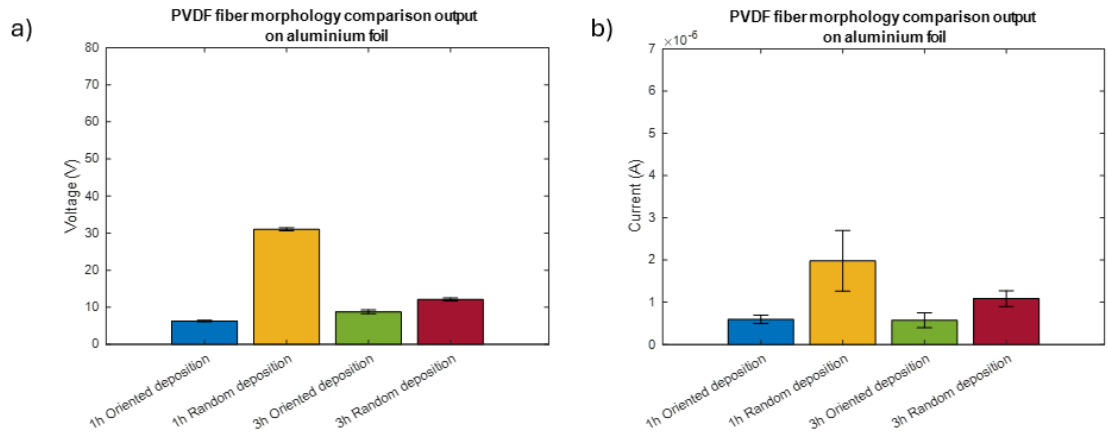 a)
PVDF fiber morphology comparison output
on aluminium foil
80
70
60
50
40
30
20
10
0
Voltage (V)
1h Oriented deposition
1h Random deposition
3h Oriented deposition
3h Random deposition
b)
PVDF fiber morphology comparison output
on aluminium foil
×10⁻⁶
7
6
5
4
3
2
1
0
Current (A)
1h Oriented deposition
1h Random deposition
3h Oriented deposition
3h Random deposition